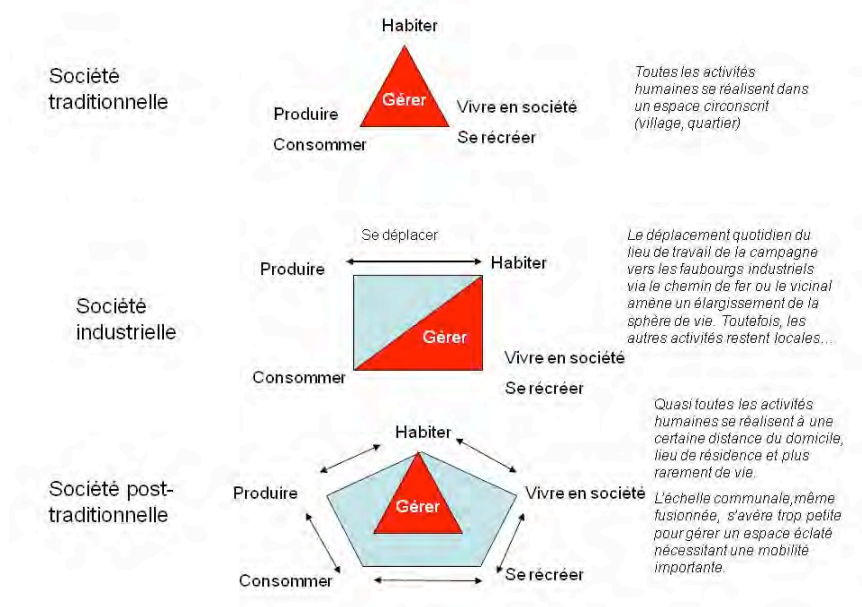 Habiter
Société
traditionnelle
Gérer
Produire
Consommer
Vivre en société
Se récréer
Toutes les activités
humaines se réalisent dans
un espace circonscrit
(village, quartier)
Se déplacer
Produire
Habiter
Société
industrielle
Gérer
Consommer
Vivre en société
Se récréer
Le déplacement quotidien du
lieu de travail de la campagne
vers les faubourgs industriels
via le chemin de fer ou le vicinal
amène un élargissement de la
sphère de vie. Toutefois, les
autres activités restent locales…
Habiter
Société post-
traditionnelle
Produire
Gérer
Vivre en société
Consommer
Se récréer
Quasi toutes les activités
humaines se réalisent à une
certaine distance du domicile,
lieu de résidence et plus
rarement de vie.
L'échelle communale,même
fusionnée, s'avère trop petite
pour gérer un espace éclaté
nécessitant une mobilité
importante.